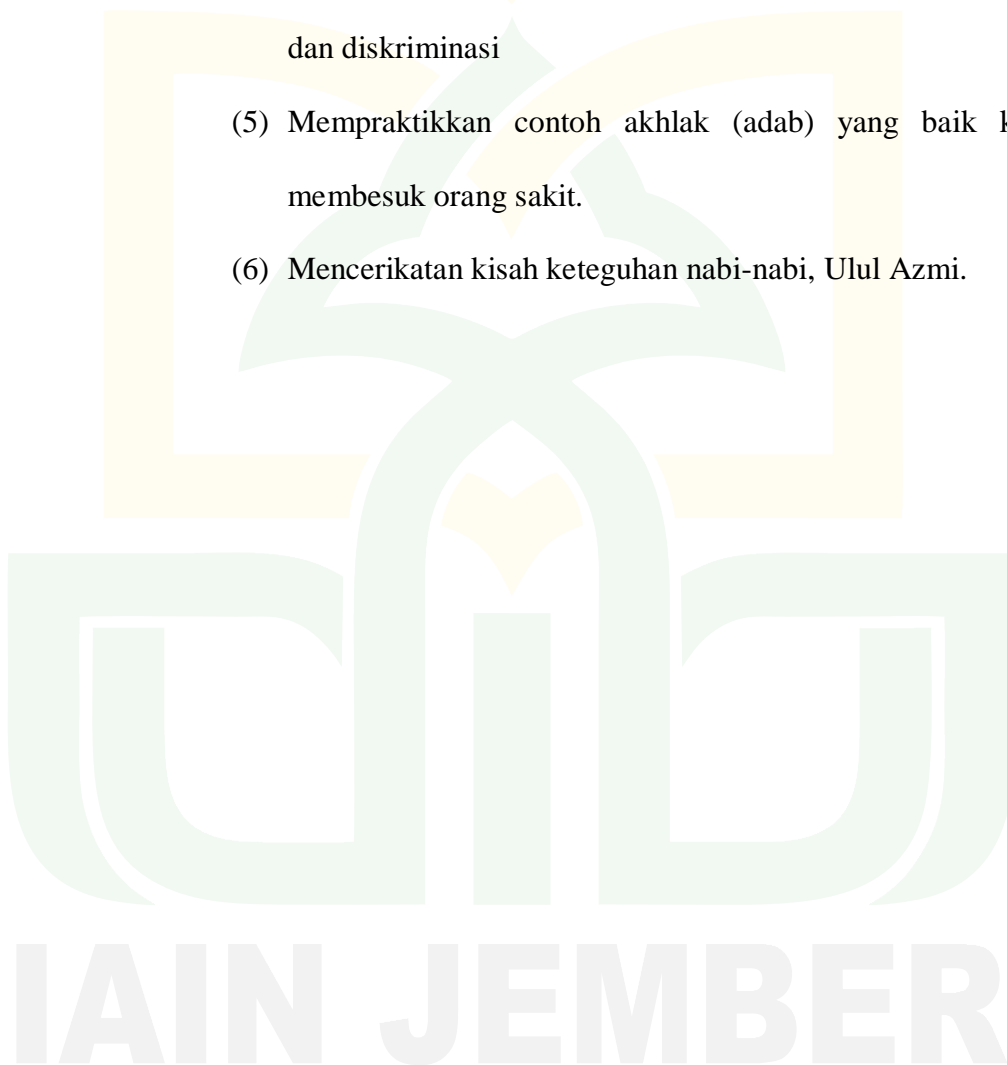 dan diskriminasi
(5) Mempraktikkan contoh akhlak (adab) yang baik
membesuk orang sakit.
(6) Mencerikatan kisah keteguhan nabi-nabi, Ulul Azmi.
IAIN JEMBER